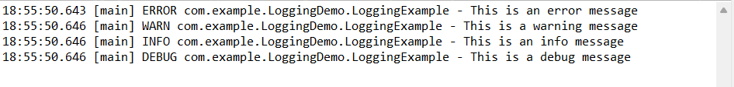 18:55:50.643 [main] ERROR com.example.LoggingDemo.LoggingExample - This is an error message
18:55:50.646 [main] WARN com.example.LoggingDemo.LoggingExample - This is a warning message
18:55:50.646 [main] INFO com.example.LoggingDemo.LoggingExample - This is an info message
18:55:50.646 [main] DEBUG com.example.LoggingDemo.LoggingExample - This is a debug message